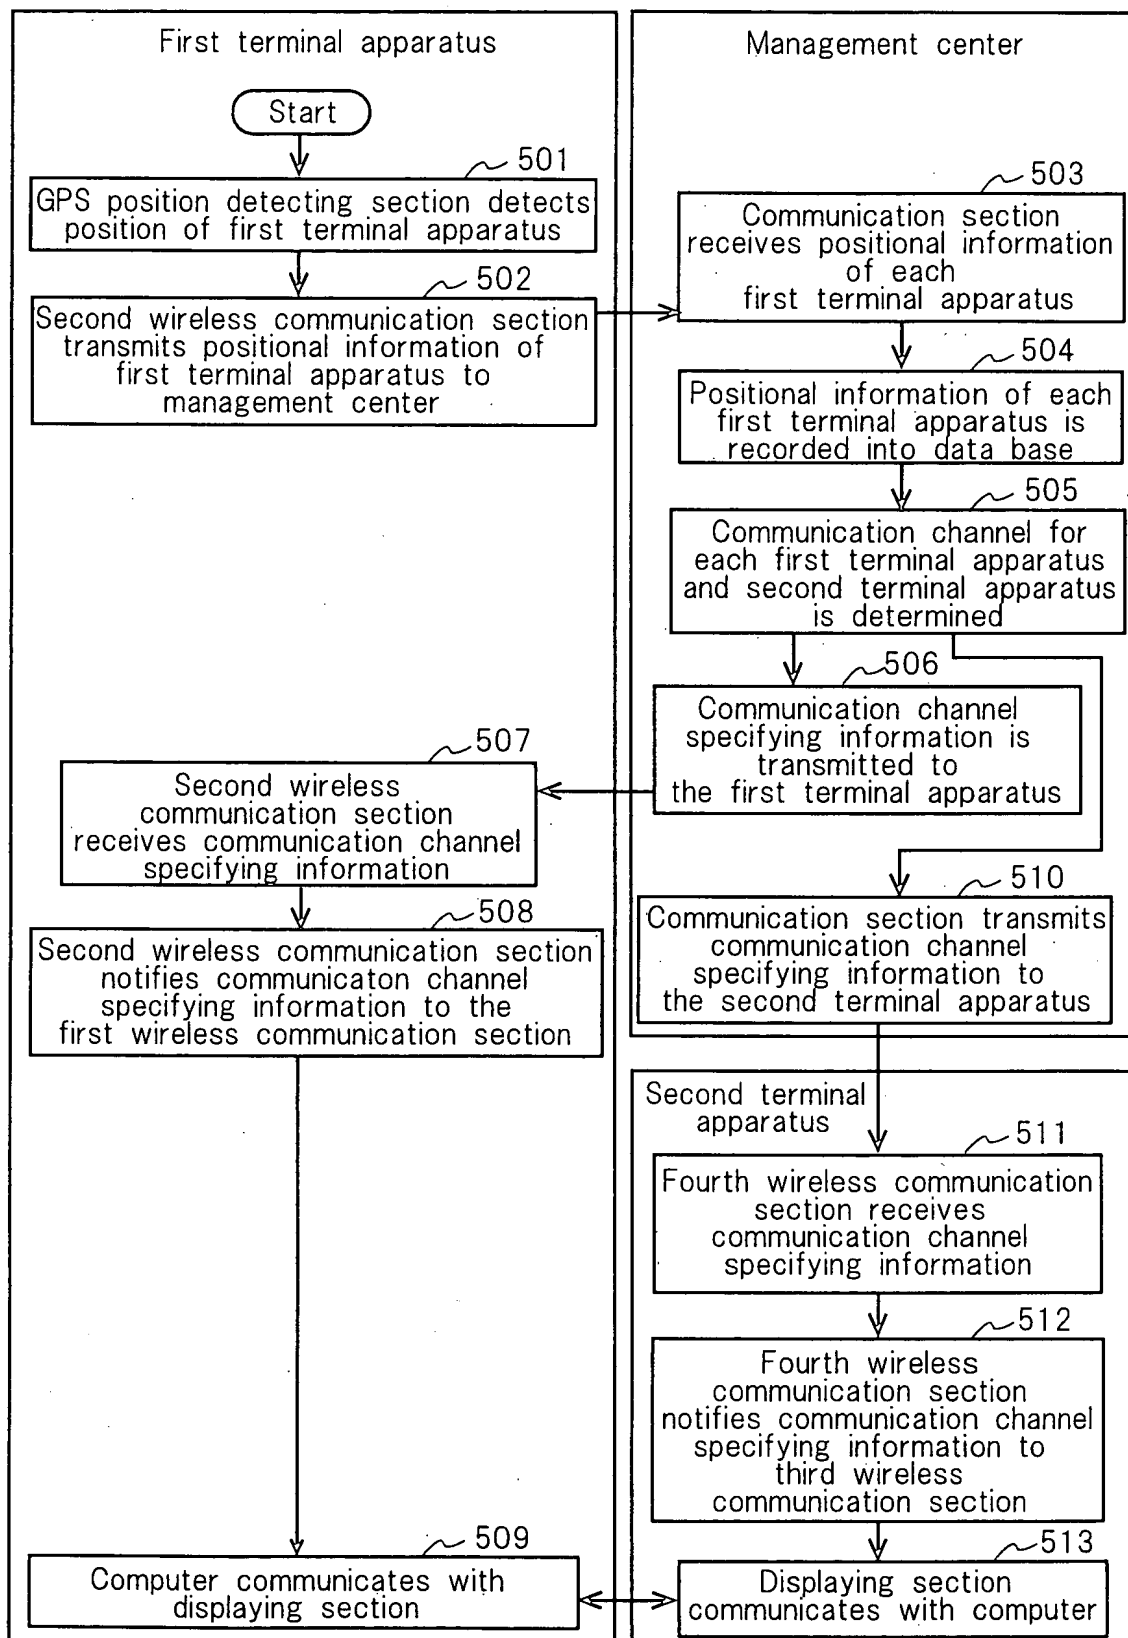 First terminal apparatus
Start
501
GPS position detecting section detects
position of first terminal apparatus
502
Second wireless communication section
transmits positional information of
first terminal apparatus to
management center
Management center
503
Communication section
receives positional information
of each
first terminal apparatus
504
Positional information of each
first terminal apparatus is
recorded into data base
505
Communication channel for
each first terminal apparatus
and second terminal apparatus
is determined
506
Communication channel
specifying information is
transmitted to
the first terminal apparatus
507
Second wireless
communication section
receives communication channel
specifying information
508
Second wireless communication section
notifies communicaton channel
specifying information to the
first wireless communication section
510
Communication section transmits
communication channel
specifying information to
the second terminal apparatus
Second terminal
apparatus
511
Fourth wireless communication
section receives
communication channel
specifying information
512
Fourth wireless
communication section
notifies communication channel
specifying information to
third wireless
communication section
509
Computer communicates with
displaying section
513
Displaying section
communicates with computer